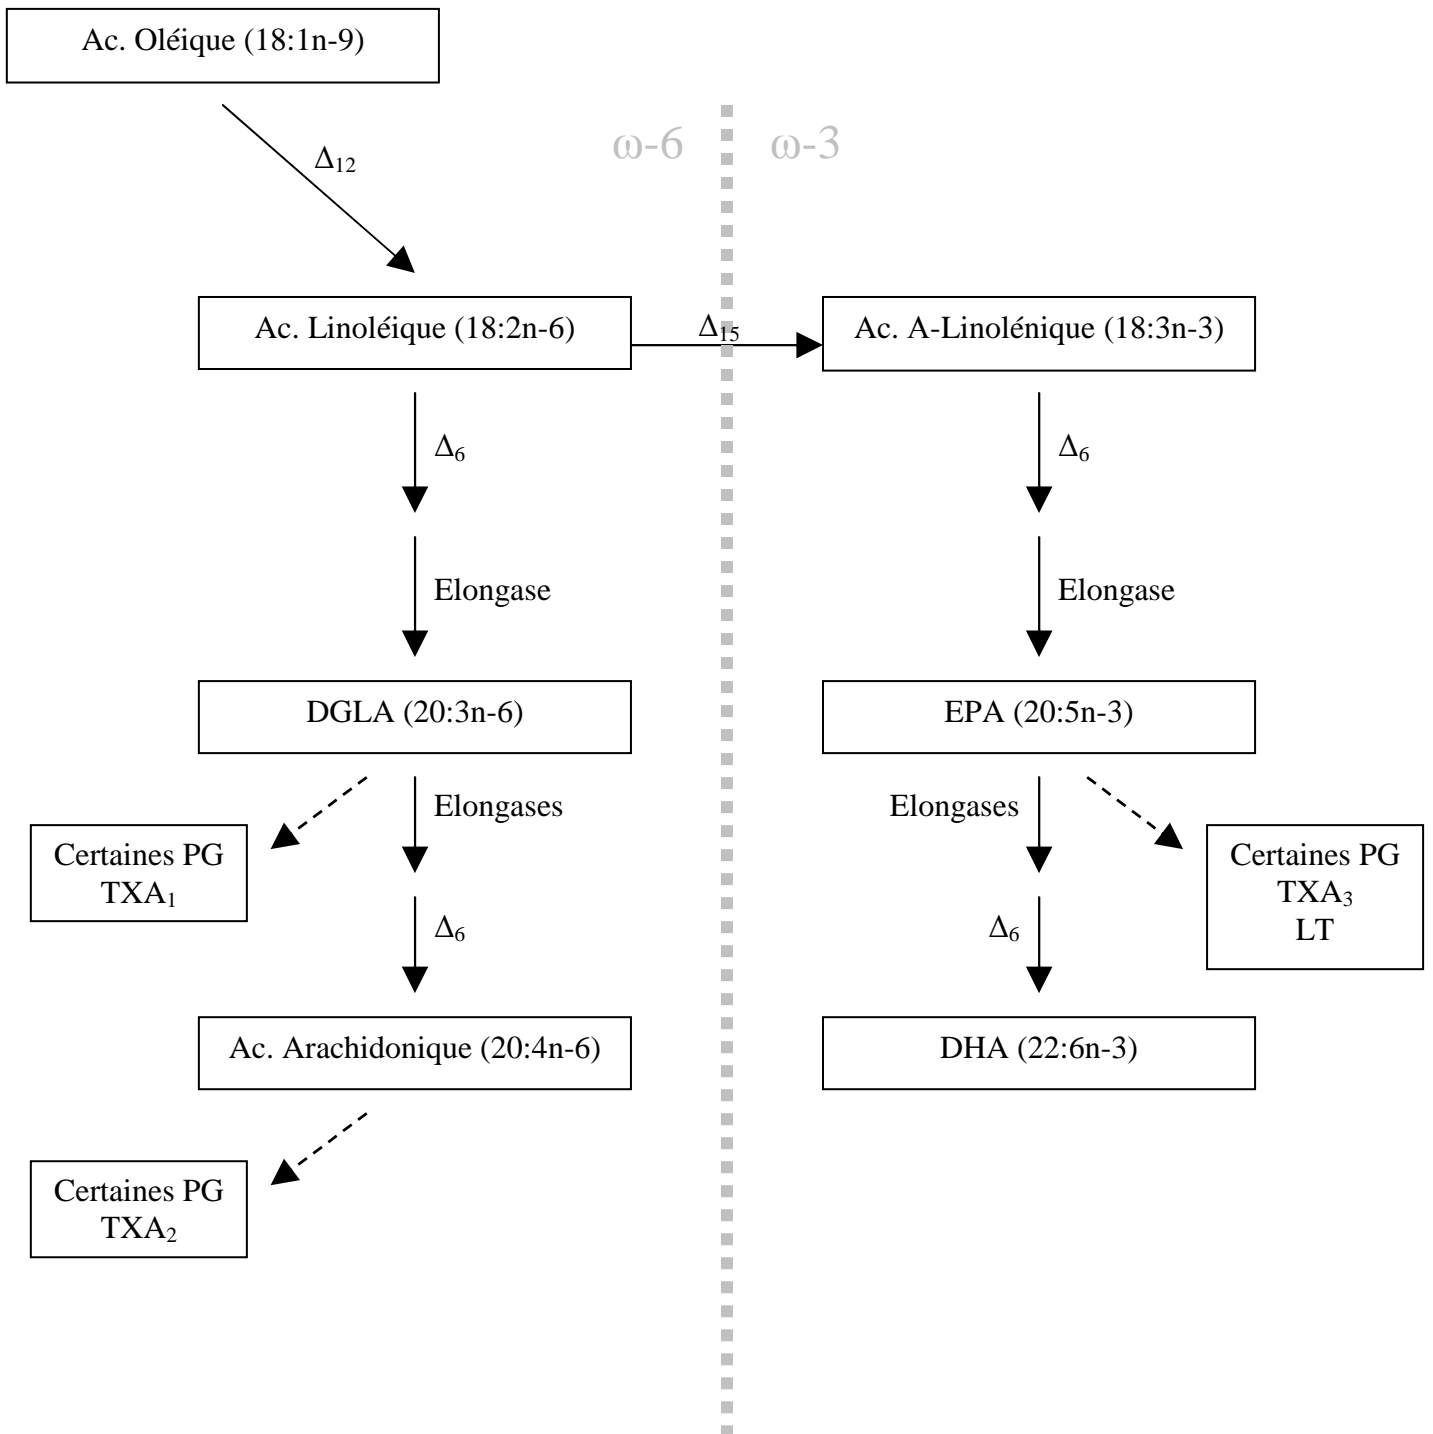 Ac. Oléique (18:1n-9)
ω-6
ω-3
Δ12
Ac. Linoléique (18:2n-6)
Δ15
Ac. A-Linolénique (18:3n-3)
Δ6
Δ6
Elongase
Elongase
DGLA (20:3n-6)
EPA (20:5n-3)
Elongases
Elongases
Certaines PG
TXA1
Certaines PG
TXA3
LT
Δ6
Δ6
Ac. Arachidonique (20:4n-6)
DHA (22:6n-3)
Certaines PG
TXA2